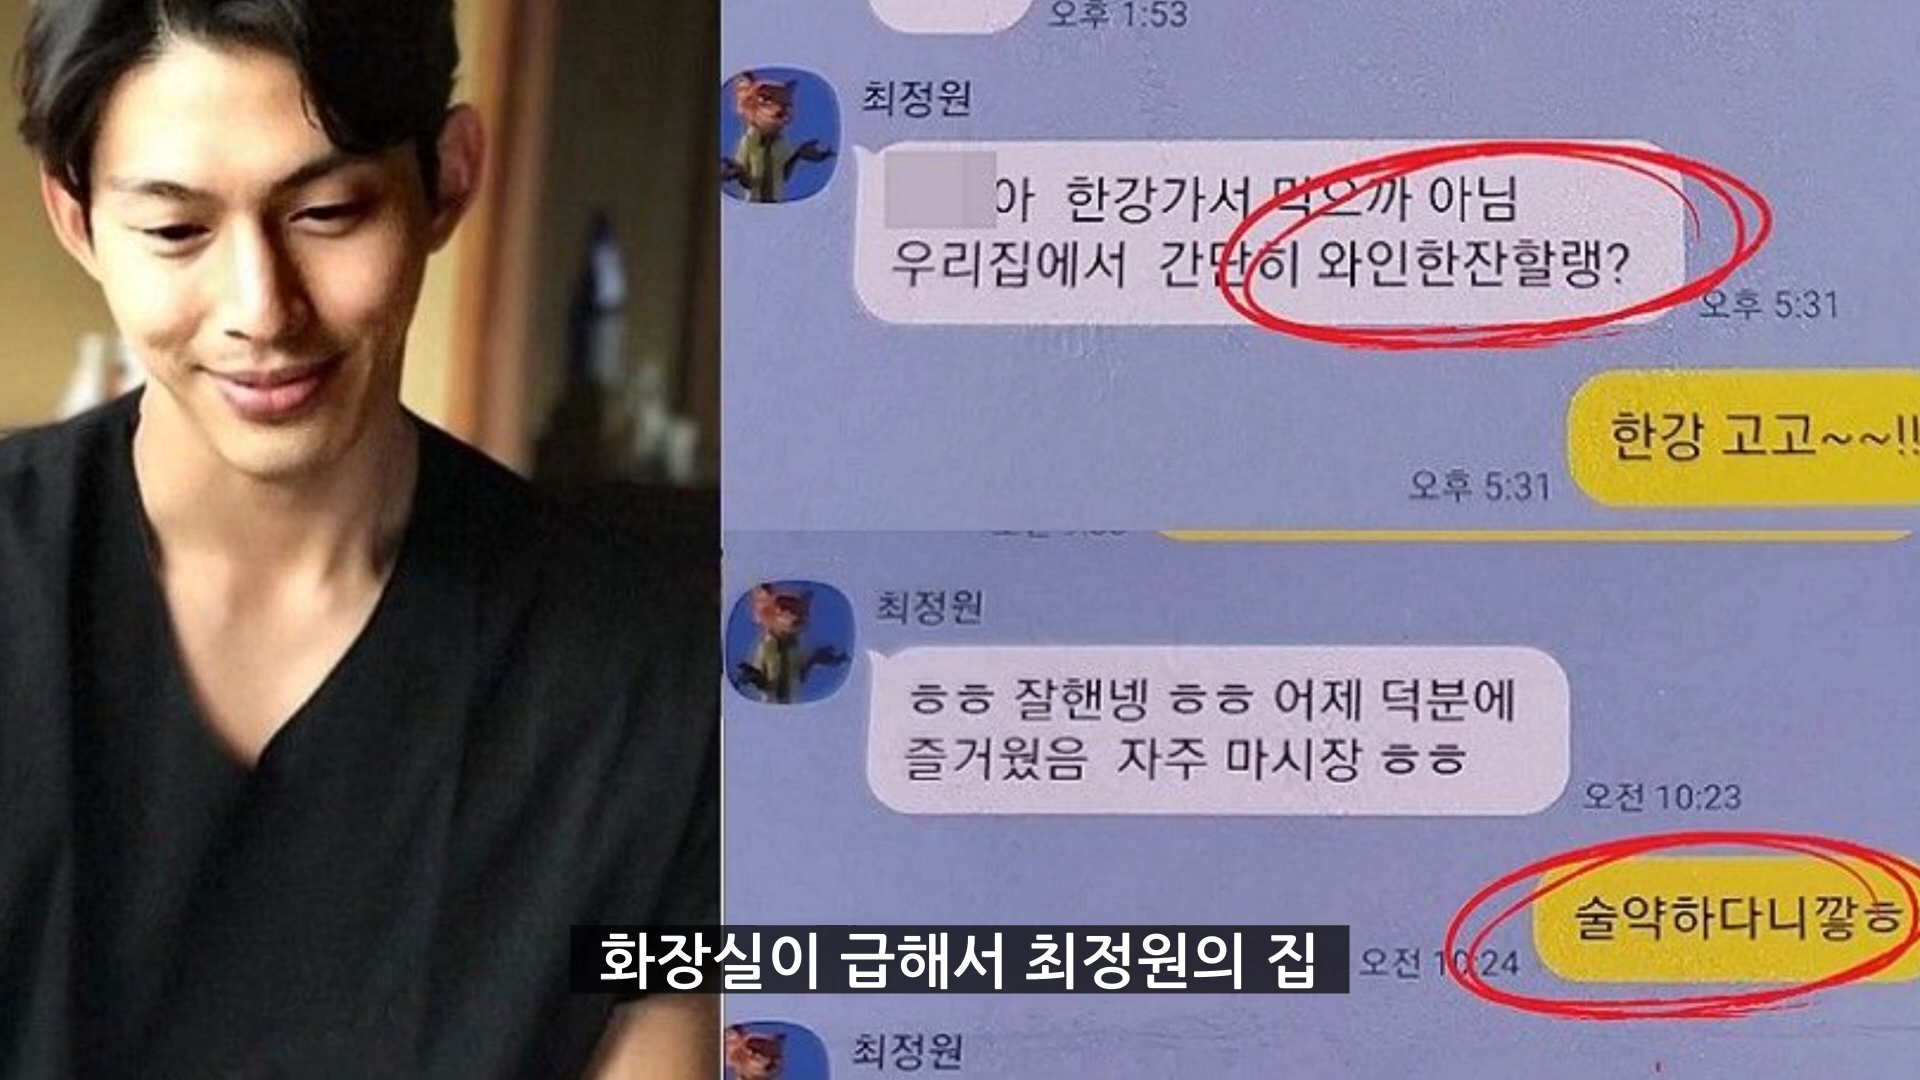 오후 1:53
최정원
아 한강가서 먹으까 아님
우리집에서 간단히 와인한잔할랭?
오후 5:31
한강 고고~~!!
오후 5:31
최정원
ㅎㅎ 잘핸넹 ㅎㅎ 어제 덕분에
즐거웠음 자주 마시장 ㅎㅎ
오전 10:23
술약하다니깧ㅎ
오전 10:24
화장실이 급해서 최정원의 집
최정원